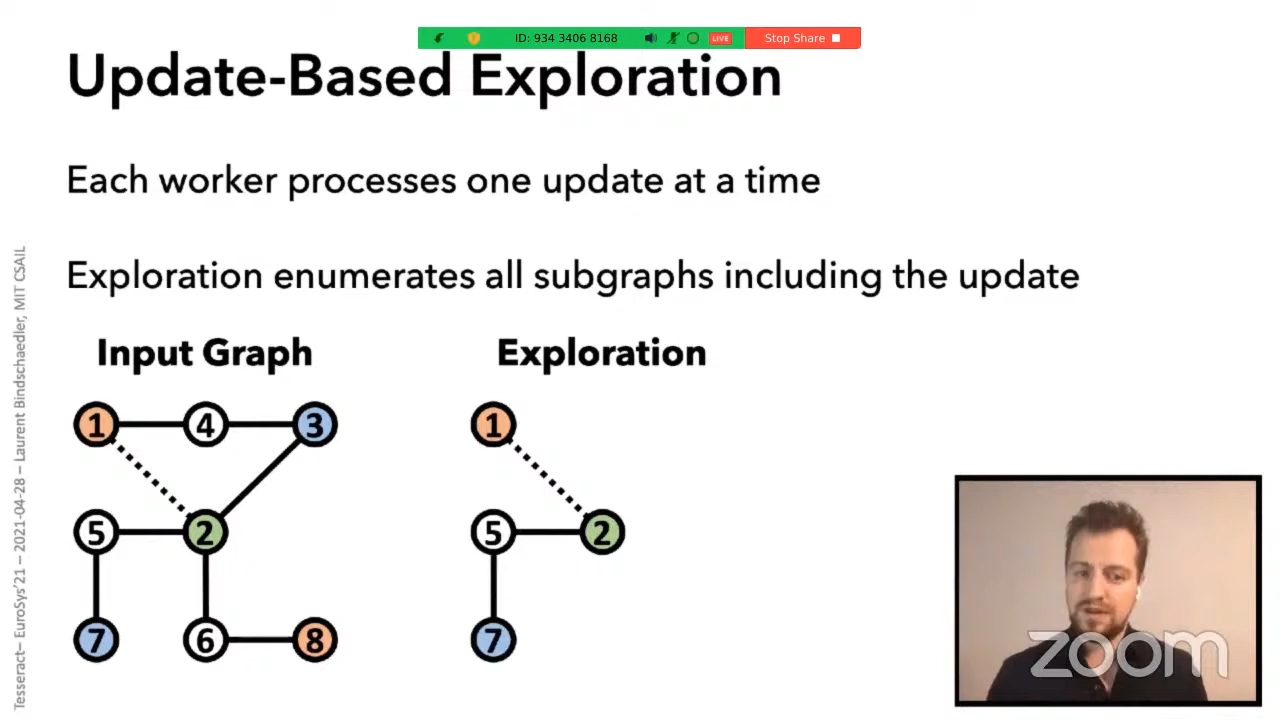 ID: 934 3406 8168
LIVE
Stop Share
Update-Based Exploration
Each worker processes one update at a time
Exploration enumerates all subgraphs including the update
Input Graph
Exploration
1 4 3
5 2
7 6 8
1
5 2
7
Tesseract– EuroSys'21 – 2021-04-28 – Laurent Bindschaedler, MIT CSAIL
zoom